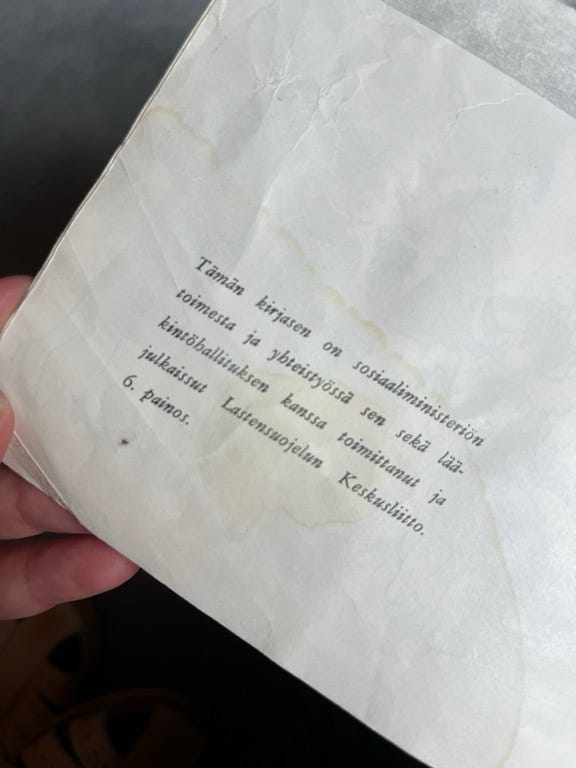 Tämän kirjasen on sosiaaliministeriön
toimesta ja yhteistyössä sen sekä lää-
kintöhallituksen kanssa toimittanut ja
julkaissut Lastensuojelun Keskusliitto.
6. painos.